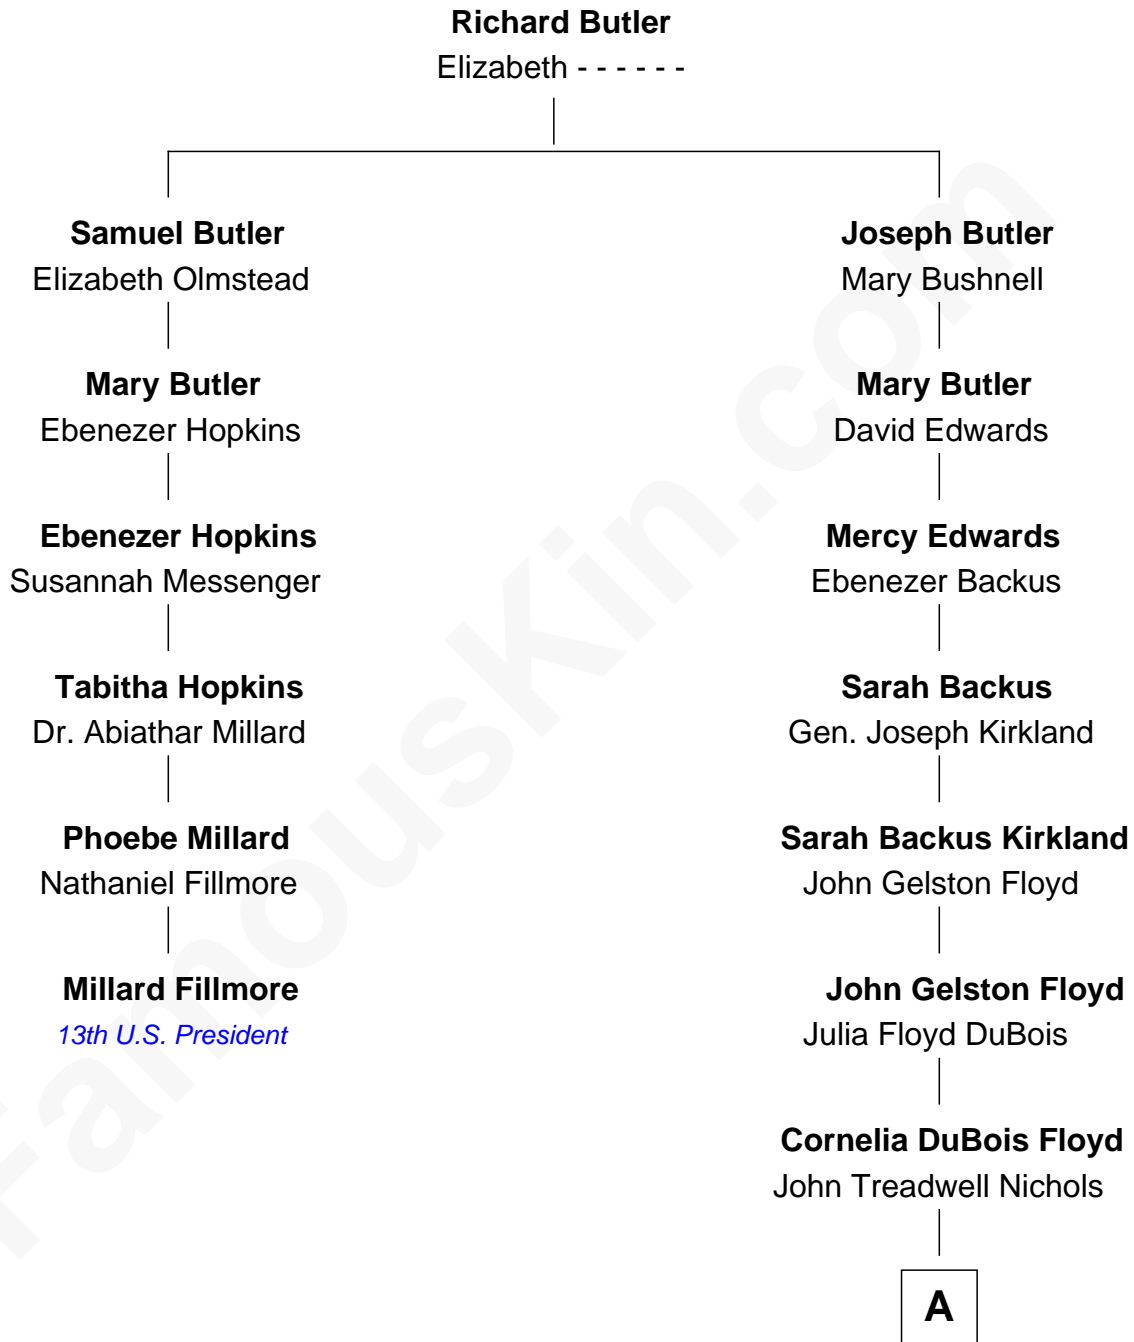 Richard Butler
Elizabeth - - - - - -
Samuel Butler
Elizabeth Olmstead
Mary Butler
Ebenezer Hopkins
Ebenezer Hopkins
Susannah Messenger
Tabitha Hopkins
Dr. Abiathar Millard
Phoebe Millard
Nathaniel Fillmore
Millard Fillmore
13th U.S. President
Joseph Butler
Mary Bushnell
Mary Butler
David Edwards
Mercy Edwards
Ebenezer Backus
Sarah Backus
Gen. Joseph Kirkland
Sarah Backus Kirkland
John Gelston Floyd
John Gelston Floyd
Julia Floyd DuBois
Cornelia DuBois Floyd
John Treadwell Nichols
A
FamousKin.com